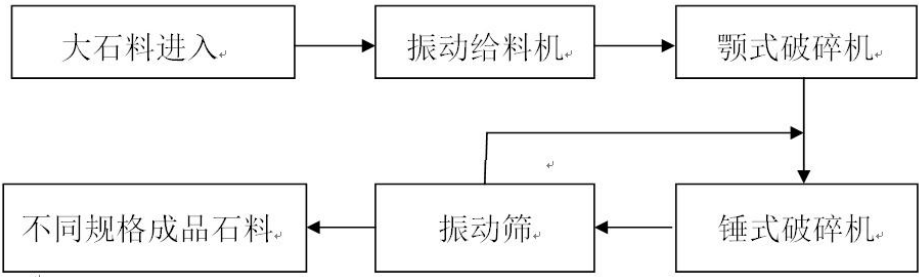 大石料进入
振动给料机
颚式破碎机
不同规格成品石料
振动筛
锤式破碎机